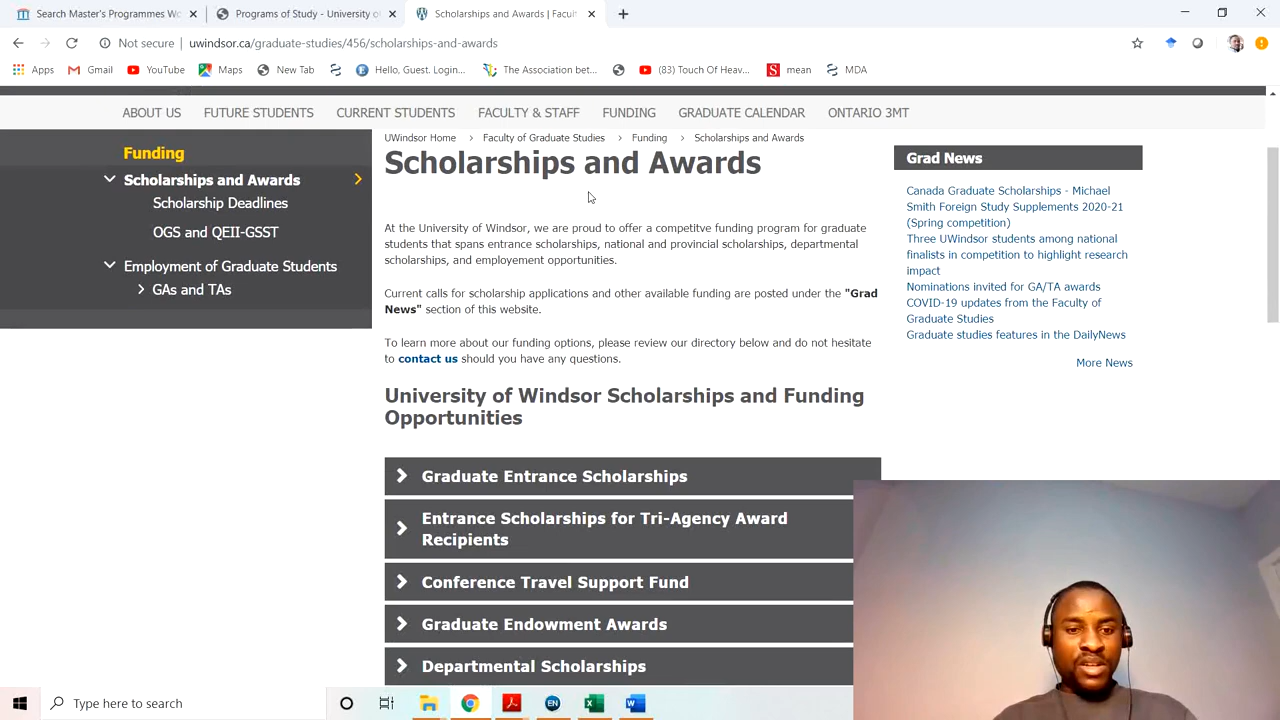 Search Master's Programmes Wo
Programs of Study - University of
Scholarships and Awards | Facul
Not secure | uwindsor.ca/graduate-studies/456/scholarships-and-awards
Apps
Gmail
YouTube
Maps
New Tab
Hello, Guest. Login...
The Association bet...
(83) Touch Of Heav...
mean
MDA
ABOUT US
FUTURE STUDENTS
CURRENT STUDENTS
FACULTY & STAFF
FUNDING
GRADUATE CALENDAR
ONTARIO 3MT
Funding
Scholarships and Awards
Scholarship Deadlines
OGS and QEII-GSST
Employment of Graduate Students
GAs and TAs
UWindsor Home > Faculty of Graduate Studies > Funding > Scholarships and Awards
Scholarships and Awards
At the University of Windsor, we are proud to offer a competitve funding program for graduate
students that spans entrance scholarships, national and provincial scholarships, departmental
scholarships, and employement opportunities.
Current calls for scholarship applications and other available funding are posted under the "Grad
News" section of this website.
To learn more about our funding options, please review our directory below and do not hesitate
to contact us should you have any questions.
University of Windsor Scholarships and Funding
Opportunities
Graduate Entrance Scholarships
Entrance Scholarships for Tri-Agency Award
Recipients
Conference Travel Support Fund
Graduate Endowment Awards
Departmental Scholarships
Grad News
Canada Graduate Scholarships - Michael
Smith Foreign Study Supplements 2020-21
(Spring competition)
Three UWindsor students among national
finalists in competition to highlight research
impact
Nominations invited for GA/TA awards
COVID-19 updates from the Faculty of
Graduate Studies
Graduate studies features in the DailyNews
More News
Type here to search
EN